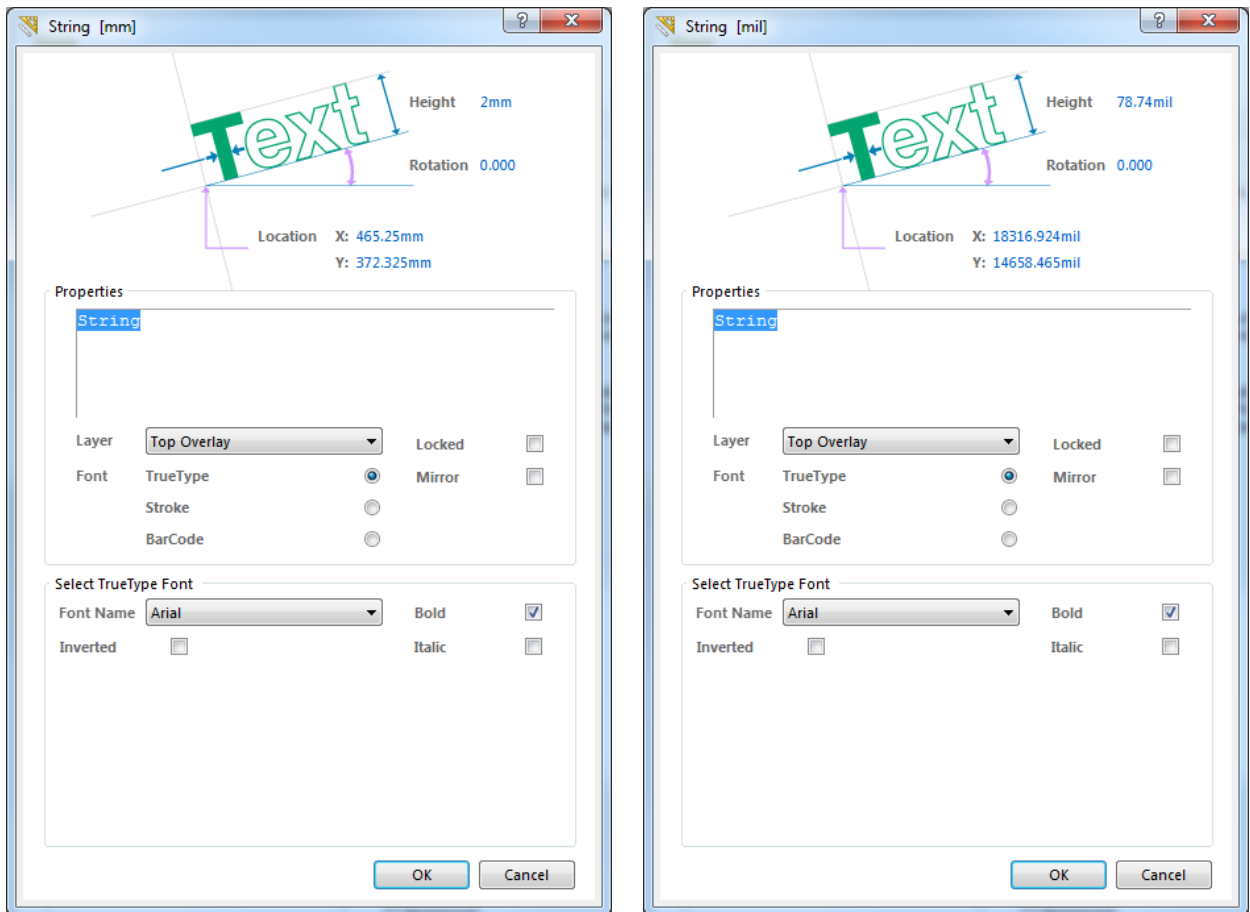 String [mm]
Text
Height 2mm
Rotation 0.000
Location X: 465.25mm
Y: 372.325mm
Properties
String
Layer Top Overlay Locked
Font TrueType Mirror
Stroke
BarCode
Select TrueType Font
Font Name Arial Bold
Inverted Italic
OK Cancel
String [mil]
Text
Height 78.74mil
Rotation 0.000
Location X: 18316.924mil
Y: 14658.465mil
Properties
String
Layer Top Overlay Locked
Font TrueType Mirror
Stroke
BarCode
Select TrueType Font
Font Name Arial Bold
Inverted Italic
OK Cancel